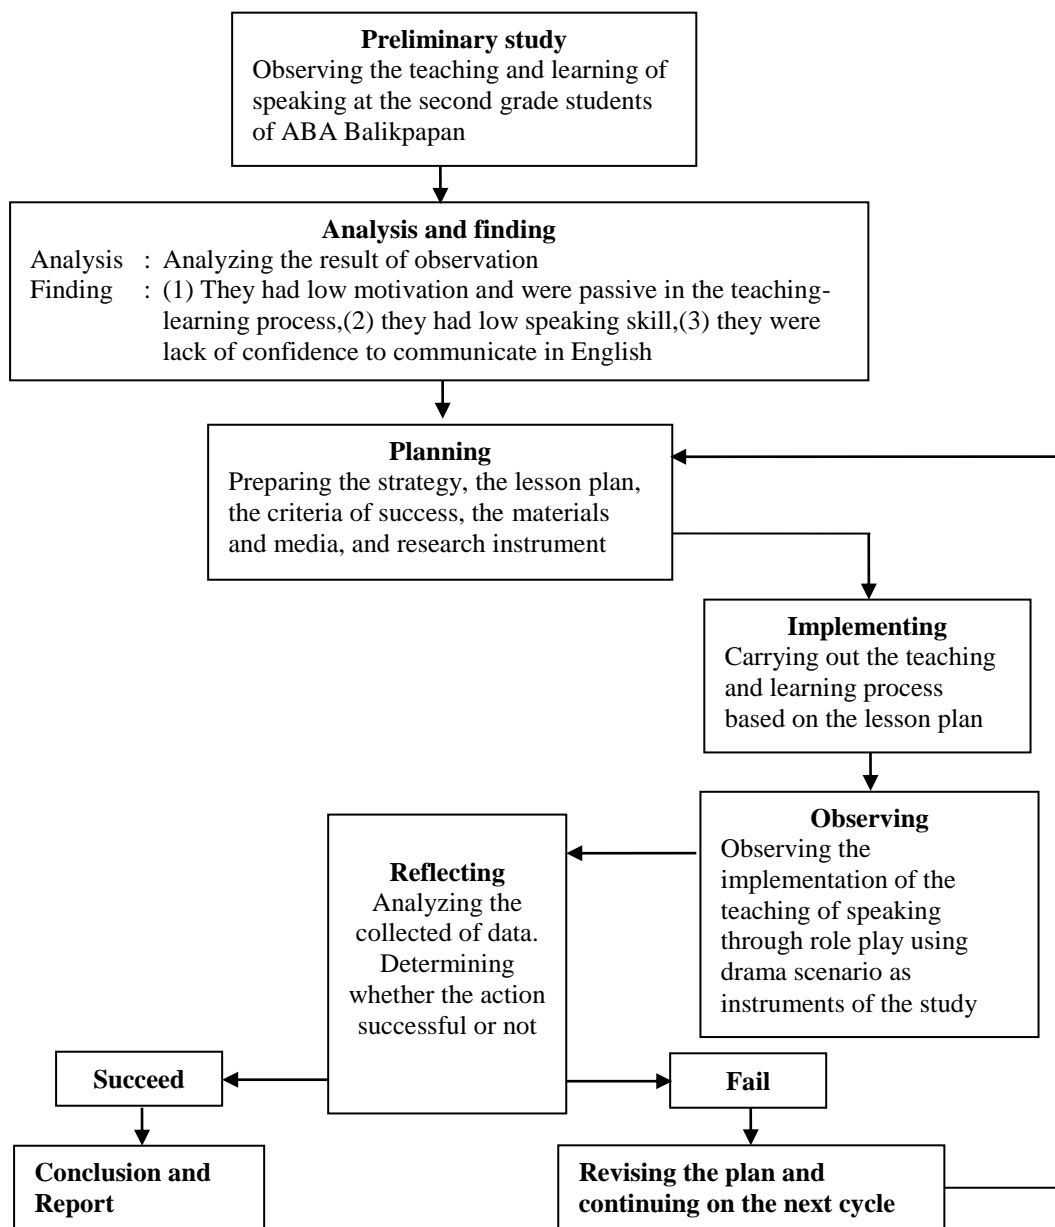 Preliminary study
Observing the teaching and learning of
speaking at the second grade students
of ABA Balikpapan
Analysis and finding
Analysis : Analyzing the result of observation
Finding : (1) They had low motivation and were passive in the teaching-
learning process,(2) they had low speaking skill,(3) they were
lack of confidence to communicate in English
Planning
Preparing the strategy, the lesson plan,
the criteria of success, the materials
and media, and research instrument
Implementing
Carrying out the teaching
and learning process
based on the lesson plan
Observing
Observing the
implementation of the
teaching of speaking
through role play using
drama scenario as
instruments of the study
Reflecting
Analyzing the
collected of data.
Determining
whether the action
successful or not
Succeed
Fail
Conclusion and
Report
Revising the plan and
continuing on the next cycle